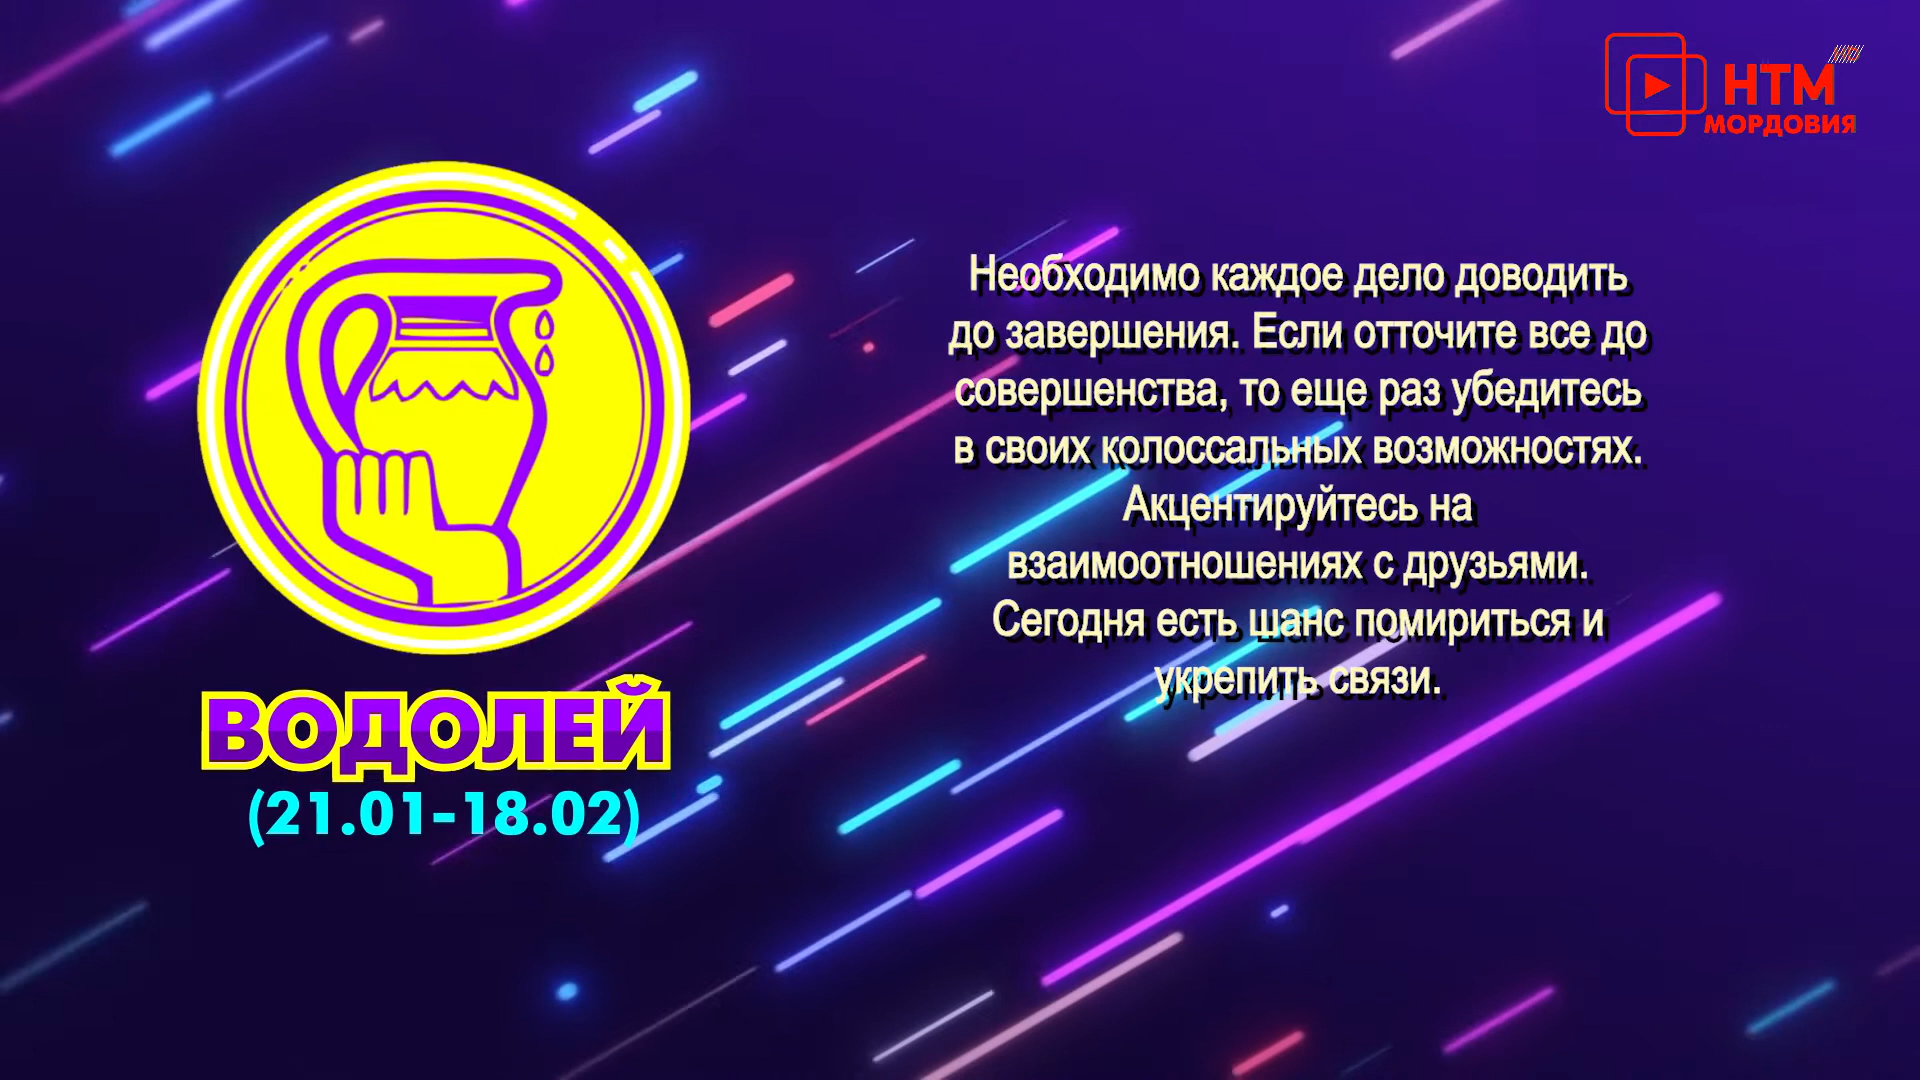 НТМ
МОРДОВИЯ
Необходимо каждое дело доводить
до завершения. Если отточите все до
совершенства, то еще раз убедитесь
в своих колоссальных возможностях.
Акцентируйтесь на
взаимоотношениях с друзьями.
Сегодня есть шанс помириться и
укрепить связи.
ВОДОЛЕЙ
(21.01-18.02)